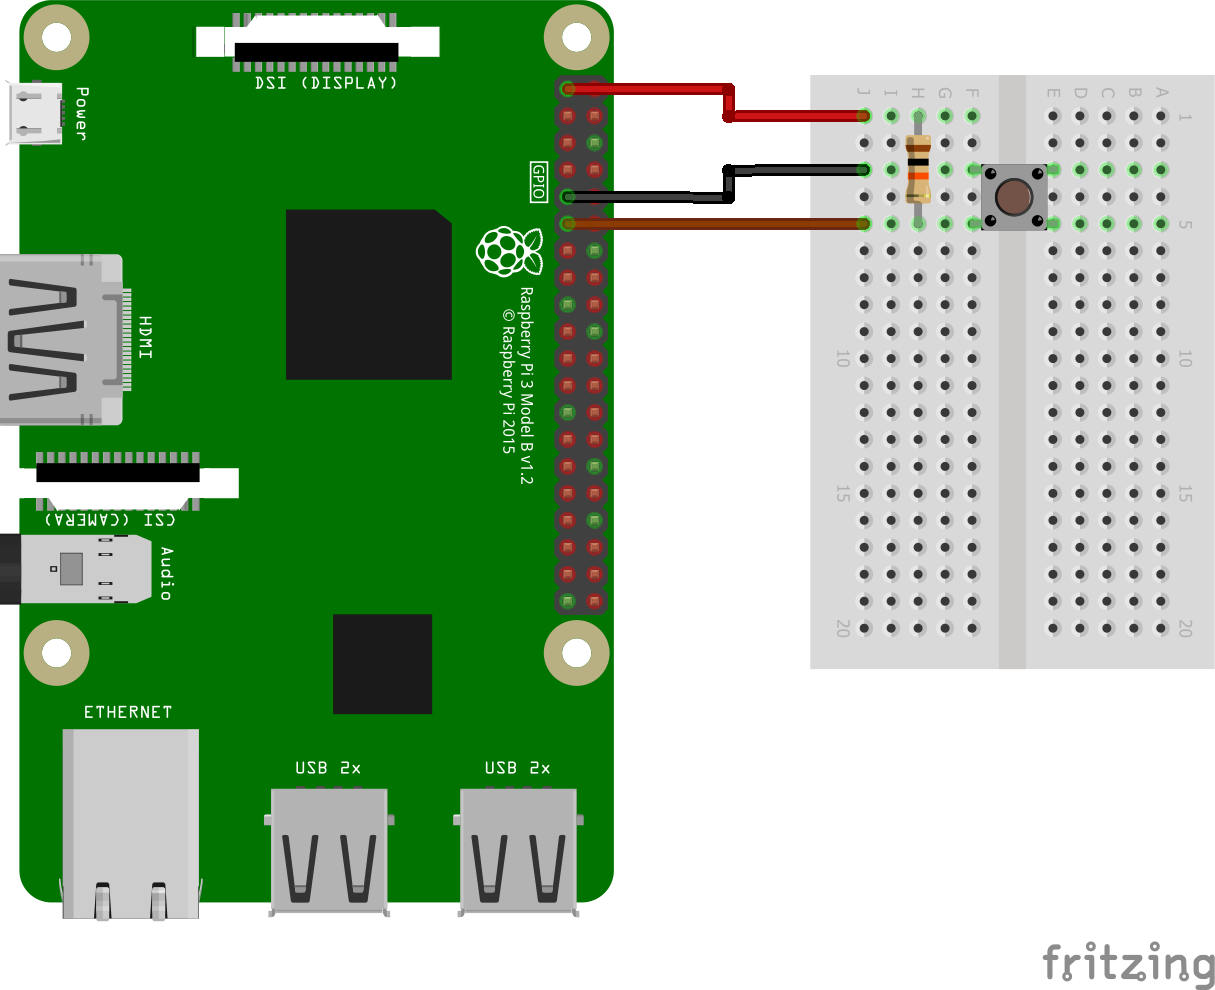 DSI (DISPLAY)
Power
GPIO
Raspberry Pi 3 Model B v1.2
© Raspberry Pi 2015
HDMI
CSI (CAMERA)
Audio
ETHERNET
USB 2x
USB 2x
J I H G F E D C B A
1 1
5 5
10 10
15 15
20 20
fritzing